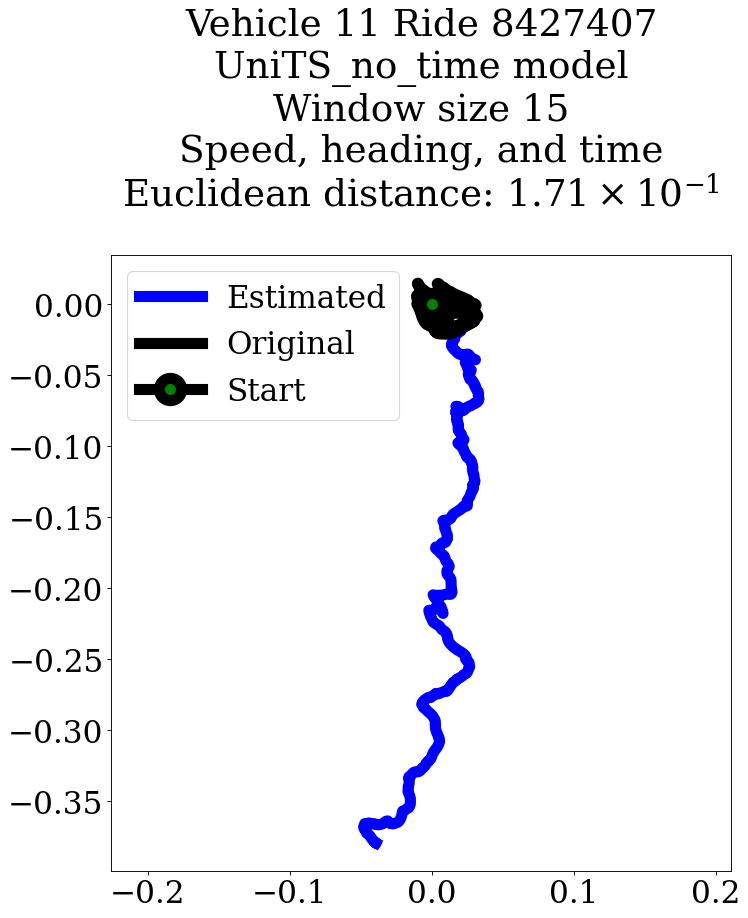 Vehicle 11 Ride 8427407
UniTS_no_time model
Window size 15
Speed, heading, and time
Euclidean distance: 1.71 × 10⁻¹
Estimated
Original
Start
0.00
−0.05
−0.10
−0.15
−0.20
−0.25
−0.30
−0.35
−0.2 −0.1 0.0 0.1 0.2